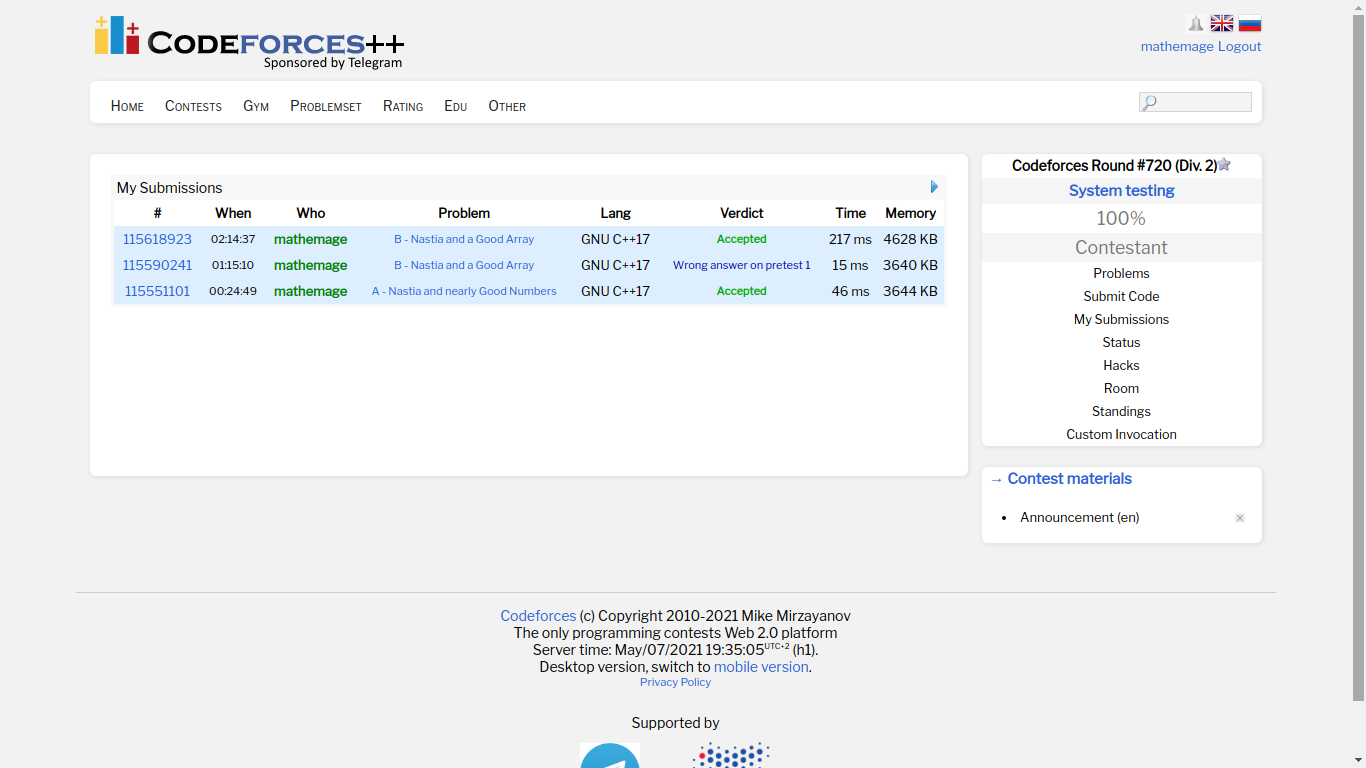 CODEFORCES++
Sponsored by Telegram
mathemage Logout
HOME CONTESTS GYM PROBLEMSET RATING EDU OTHER
My Submissions
# When Who Problem Lang Verdict Time Memory
115618923 02:14:37 mathemage B - Nastia and a Good Array GNU C++17 Accepted 217 ms 4628 KB
115590241 01:15:10 mathemage B - Nastia and a Good Array GNU C++17 Wrong answer on pretest 1 15 ms 3640 KB
115551101 00:24:49 mathemage A - Nastia and nearly Good Numbers GNU C++17 Accepted 46 ms 3644 KB
Codeforces Round #720 (Div. 2)
System testing
100%
Contestant
Problems
Submit Code
My Submissions
Status
Hacks
Room
Standings
Custom Invocation
→ Contest materials
• Announcement (en)
Codeforces (c) Copyright 2010-2021 Mike Mirzayanov
The only programming contests Web 2.0 platform
Server time: May/07/2021 19:35:05 UTC+2 (h1).
Desktop version, switch to mobile version.
Privacy Policy
Supported by